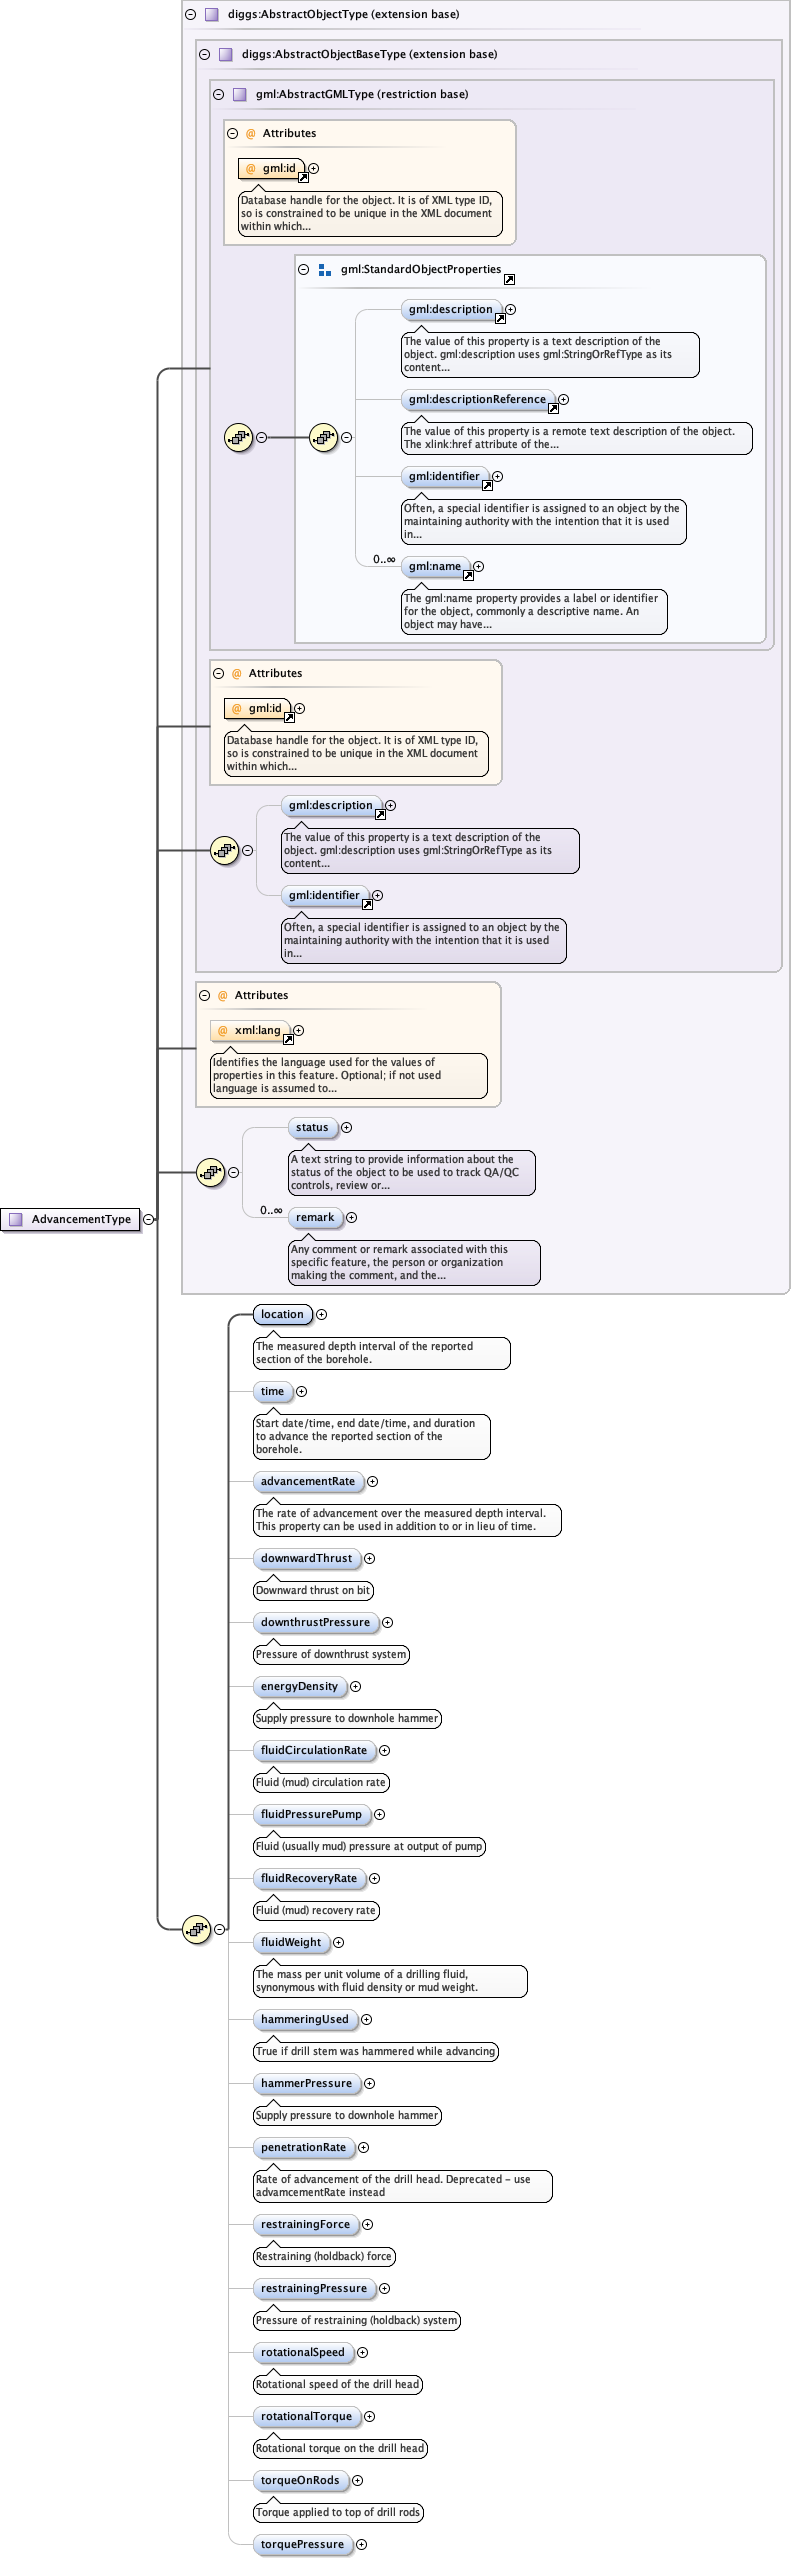 diggs:AbstractObjectType (extension base)
diggs:AbstractObjectBaseType (extension base)
gml:AbstractGMLType (restriction base)
@ Attributes
@ gml:id
Database handle for the object. It is of XML type ID,
so is constrained to be unique in the XML document
within which...
gml:StandardObjectProperties
gml:description
The value of this property is a text description of the
object. gml:description uses gml:StringOrRefType as its
content...
gml:descriptionReference
The value of this property is a remote text description of the object.
The xlink:href attribute of the...
gml:identifier
Often, a special identifier is assigned to an object by the
maintaining authority with the intention that it is used
in...
0..∞
gml:name
The gml:name property provides a label or identifier
for the object, commonly a descriptive name. An
object may have...
@ Attributes
@ gml:id
Database handle for the object. It is of XML type ID,
so is constrained to be unique in the XML document
within which...
gml:description
The value of this property is a text description of the
object. gml:description uses gml:StringOrRefType as its
content...
gml:identifier
Often, a special identifier is assigned to an object by the
maintaining authority with the intention that it is used
in...
@ Attributes
@ xml:lang
Identifies the language used for the values of
properties in this feature. Optional; if not used
language is assumed to...
status
A text string to provide information about the
status of the object to be used to track QA/QC
controls, review or...
0..∞
remark
AdvancementType
Any comment or remark associated with this
specific feature, the person or organization
making the comment, and the...
location
The measured depth interval of the reported
section of the borehole.
time
Start date/time, end date/time, and duration
to advance the reported section of the
borehole.
advancementRate
The rate of advancement over the measured depth interval.
This property can be used in addition to or in lieu of time.
downwardThrust
Downward thrust on bit
downthrustPressure
Pressure of downthrust system
energyDensity
Supply pressure to downhole hammer
fluidCirculationRate
Fluid (mud) circulation rate
fluidPressurePump
Fluid (usually mud) pressure at output of pump
fluidRecoveryRate
Fluid (mud) recovery rate
fluidWeight
The mass per unit volume of a drilling fluid,
synonymous with fluid density or mud weight.
hammeringUsed
True if drill stem was hammered while advancing
hammerPressure
Supply pressure to downhole hammer
penetrationRate
Rate of advancement of the drill head. Deprecated - use
advamcementRate instead
restrainingForce
Restraining (holdback) force
restrainingPressure
Pressure of restraining (holdback) system
rotationalSpeed
Rotational speed of the drill head
rotationalTorque
Rotational torque on the drill head
torqueOnRods
Torque applied to top of drill rods
torquePressure